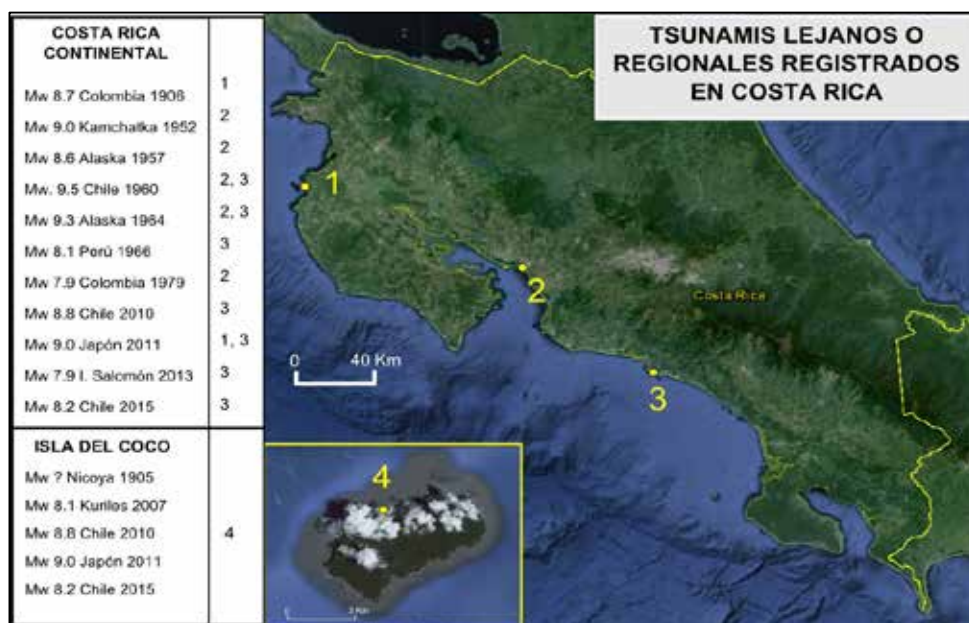 COSTA RICA
CONTINENTAL
Mw 8.7 Colombia 1906 1
Mw 9.0 Kamchatka 1952 2
Mw 8.6 Alaska 1957 2
Mw. 9.5 Chile 1960 2, 3
Mw 9.3 Alaska 1964 2, 3
Mw 8.1 Perú 1966 3
Mw 7.9 Colombia 1979 2
Mw 8.8 Chile 2010 3
Mw 9.0 Japón 2011 1, 3
Mw 7.9 I. Salomón 2013 3
Mw 8.2 Chile 2015 3
ISLA DEL COCO
Mw ? Nicoya 1905
Mw 8.1 Kuriles 2007
Mw 8.8 Chile 2010 4
Mw 9.0 Japón 2011
Mw 8.2 Chile 2015
TSUNAMIS LEJANOS O
REGIONALES REGISTRADOS
EN COSTA RICA
1
2
Costa Rica
0 40 Km
3
4
0 2 Km